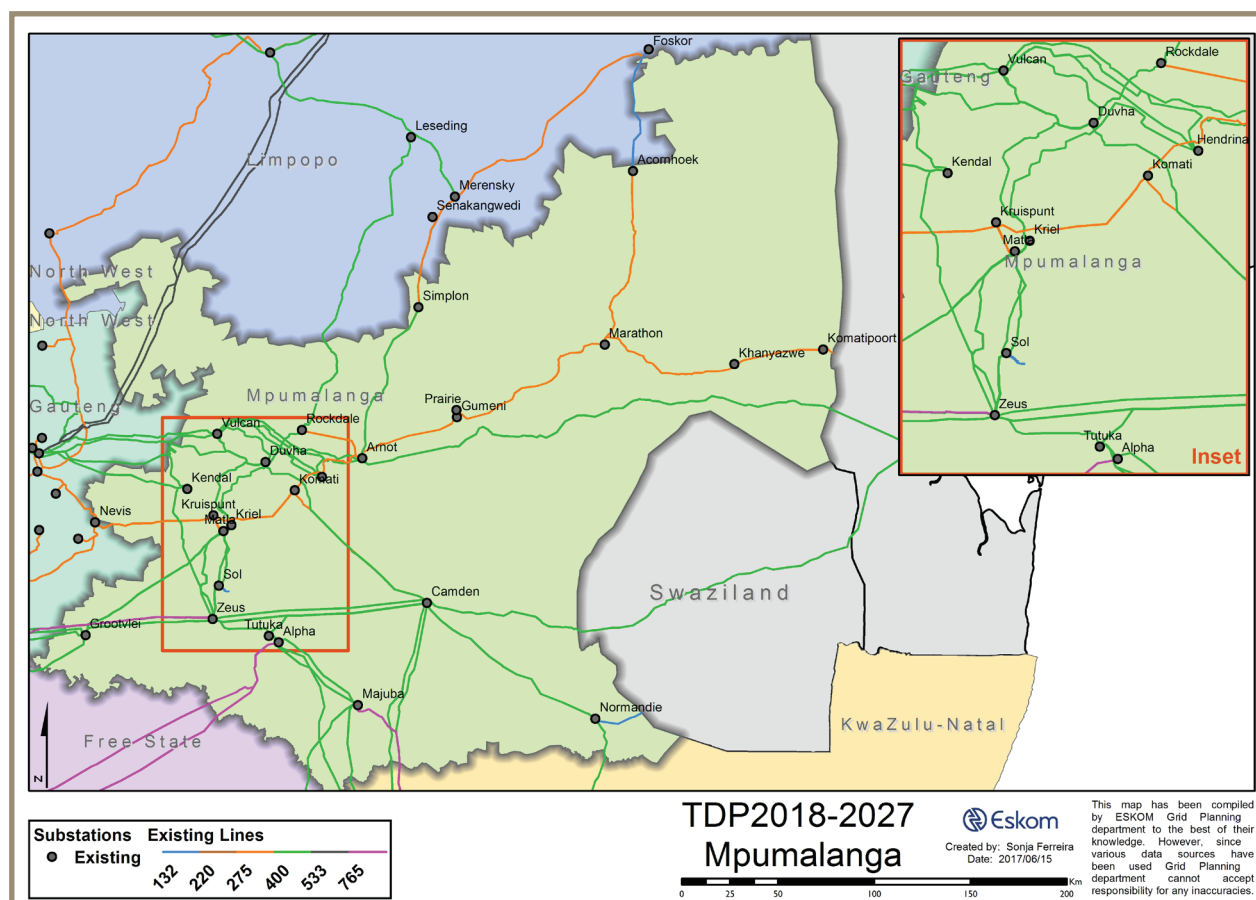 Foskor
Leseding
Limpopo
Acornhoek
Merensky
Senakangwedi
North West
Simplon
North West
Marathon
Komatipoort
Khanyazwe
Mpumalanga
Prairie
Gumeni
Gauteng
Rockdale
Vulcan
Arnot
Duvha
Kendal
Komati
Kruispunt
Kriel
Matla
Nevis
Sol
Swaziland
Camden
Zeus
Grootvlei
Tutuka
Alpha
Majuba
Normandie
KwaZulu-Natal
Free State
N
Rockdale
Vulcan
Gauteng
Duvha
Hendrina
Kendal
Komati
Kruispunt
Kriel
Matla
Mpumalanga
Sol
Zeus
Tutuka
Alpha
Inset
Substations Existing Lines
Existing
132 220 275 400 533 765
TDP2018-2027
Mpumalanga
Eskom
Created by: Sonja Ferreira
Date: 2017/06/15
0 25 50 100 150 200 Km
This map has been compiled
by ESKOM Grid Planning
department to the best of their
knowledge. However, since
various data sources have
been used Grid Planning
department cannot accept
responsibility for any inaccuracies.